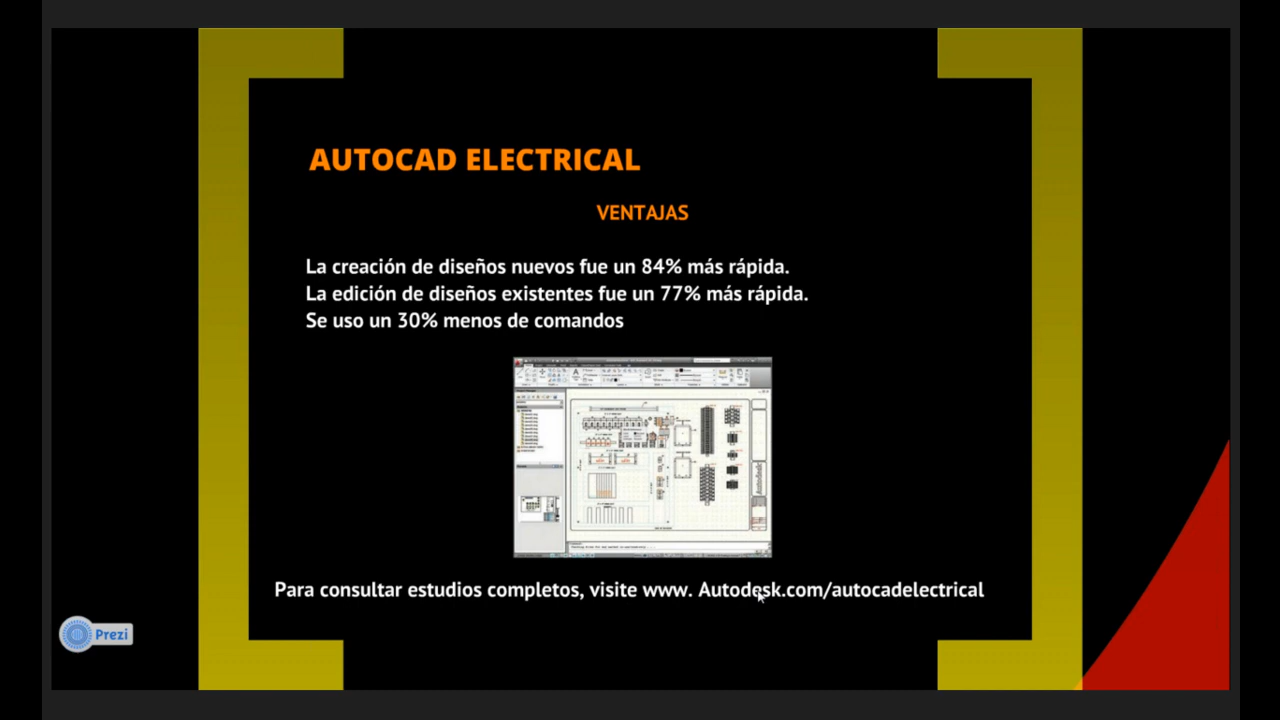 AUTOCAD ELECTRICAL
VENTAJAS
La creación de diseños nuevos fue un 84% más rápida.
La edición de diseños existentes fue un 77% más rápida.
Se uso un 30% menos de comandos
Para consultar estudios completos, visite www. Autodesk.com/autocadelectrical
Prezi